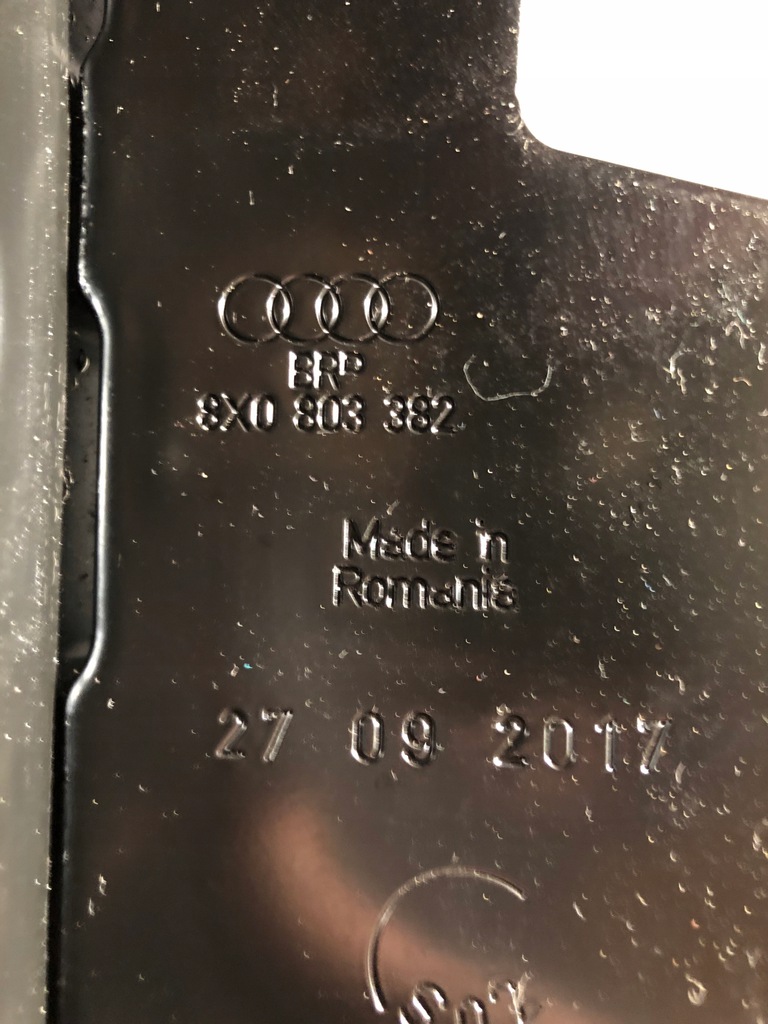 BRP
8X0 803 382
Made in
Romania
27 09 2017